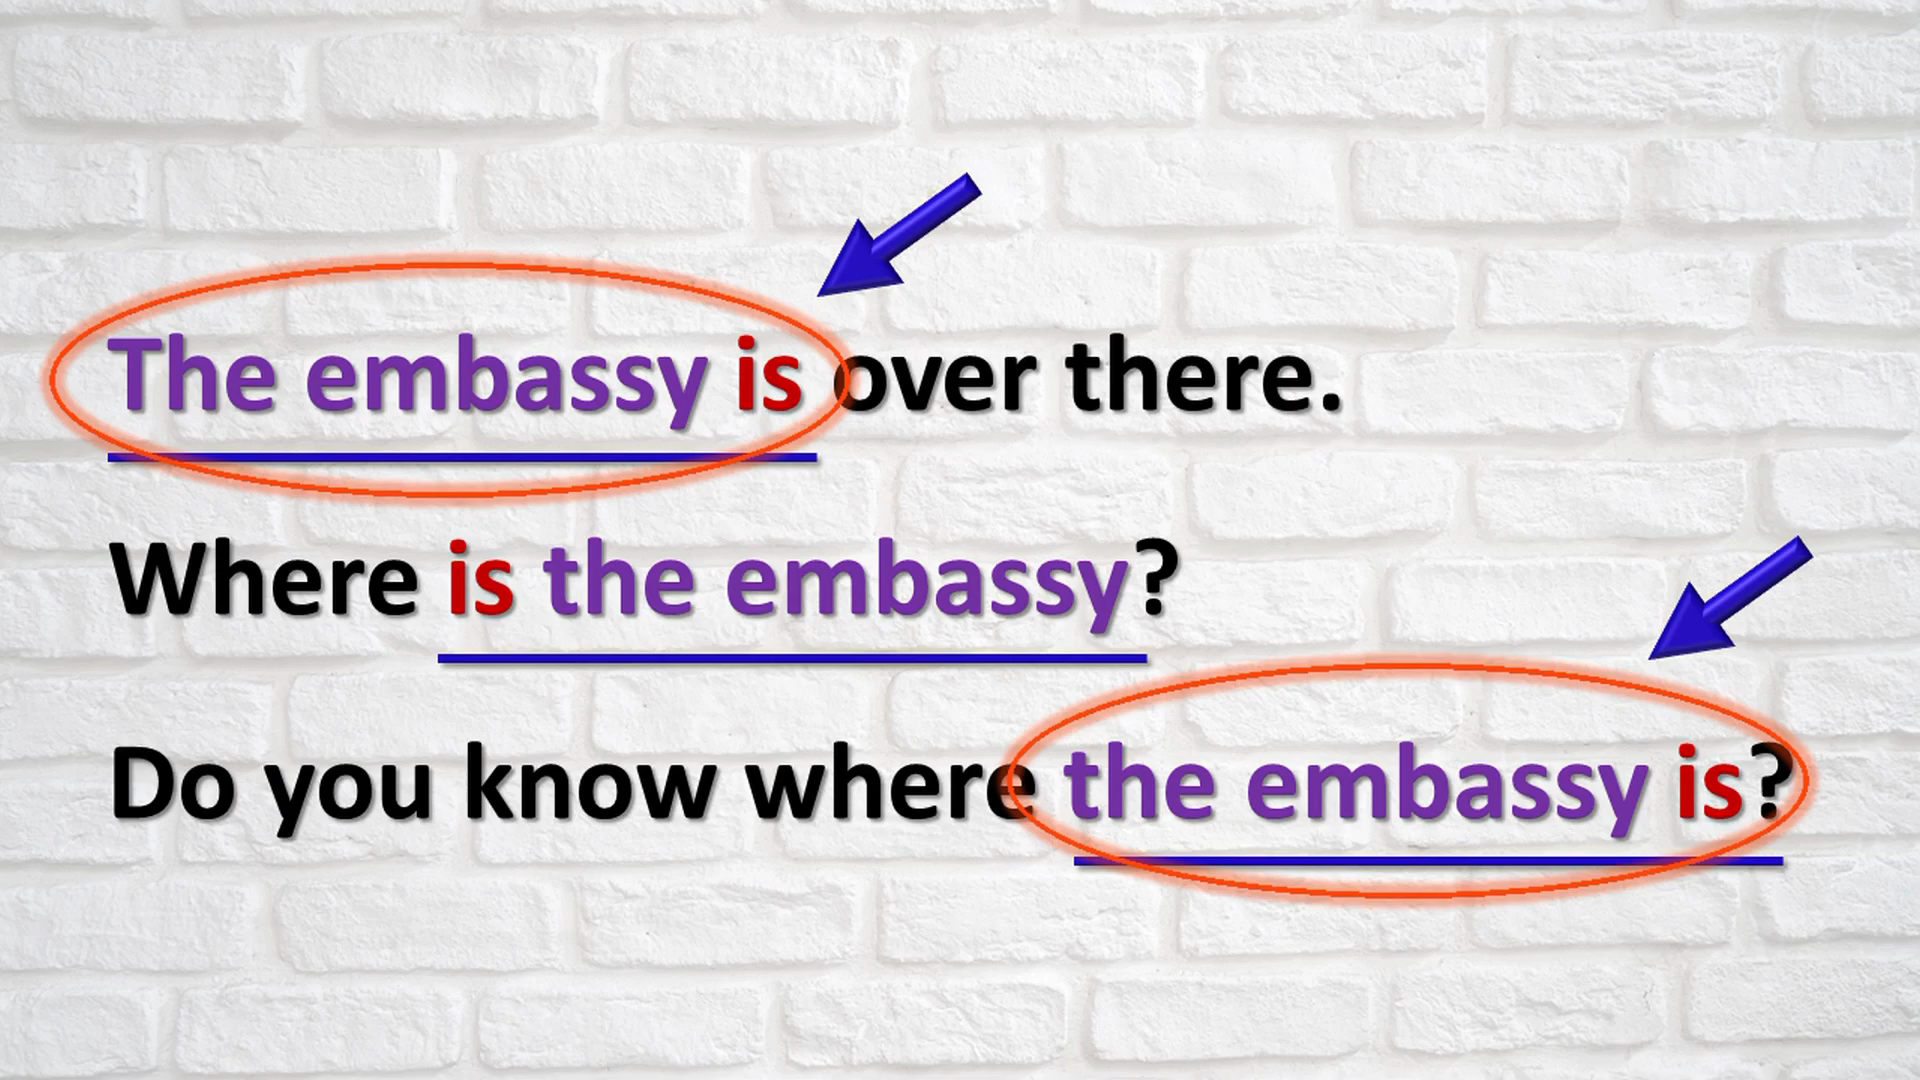 The embassy is over there.
Where is the embassy?
Do you know where the embassy is?